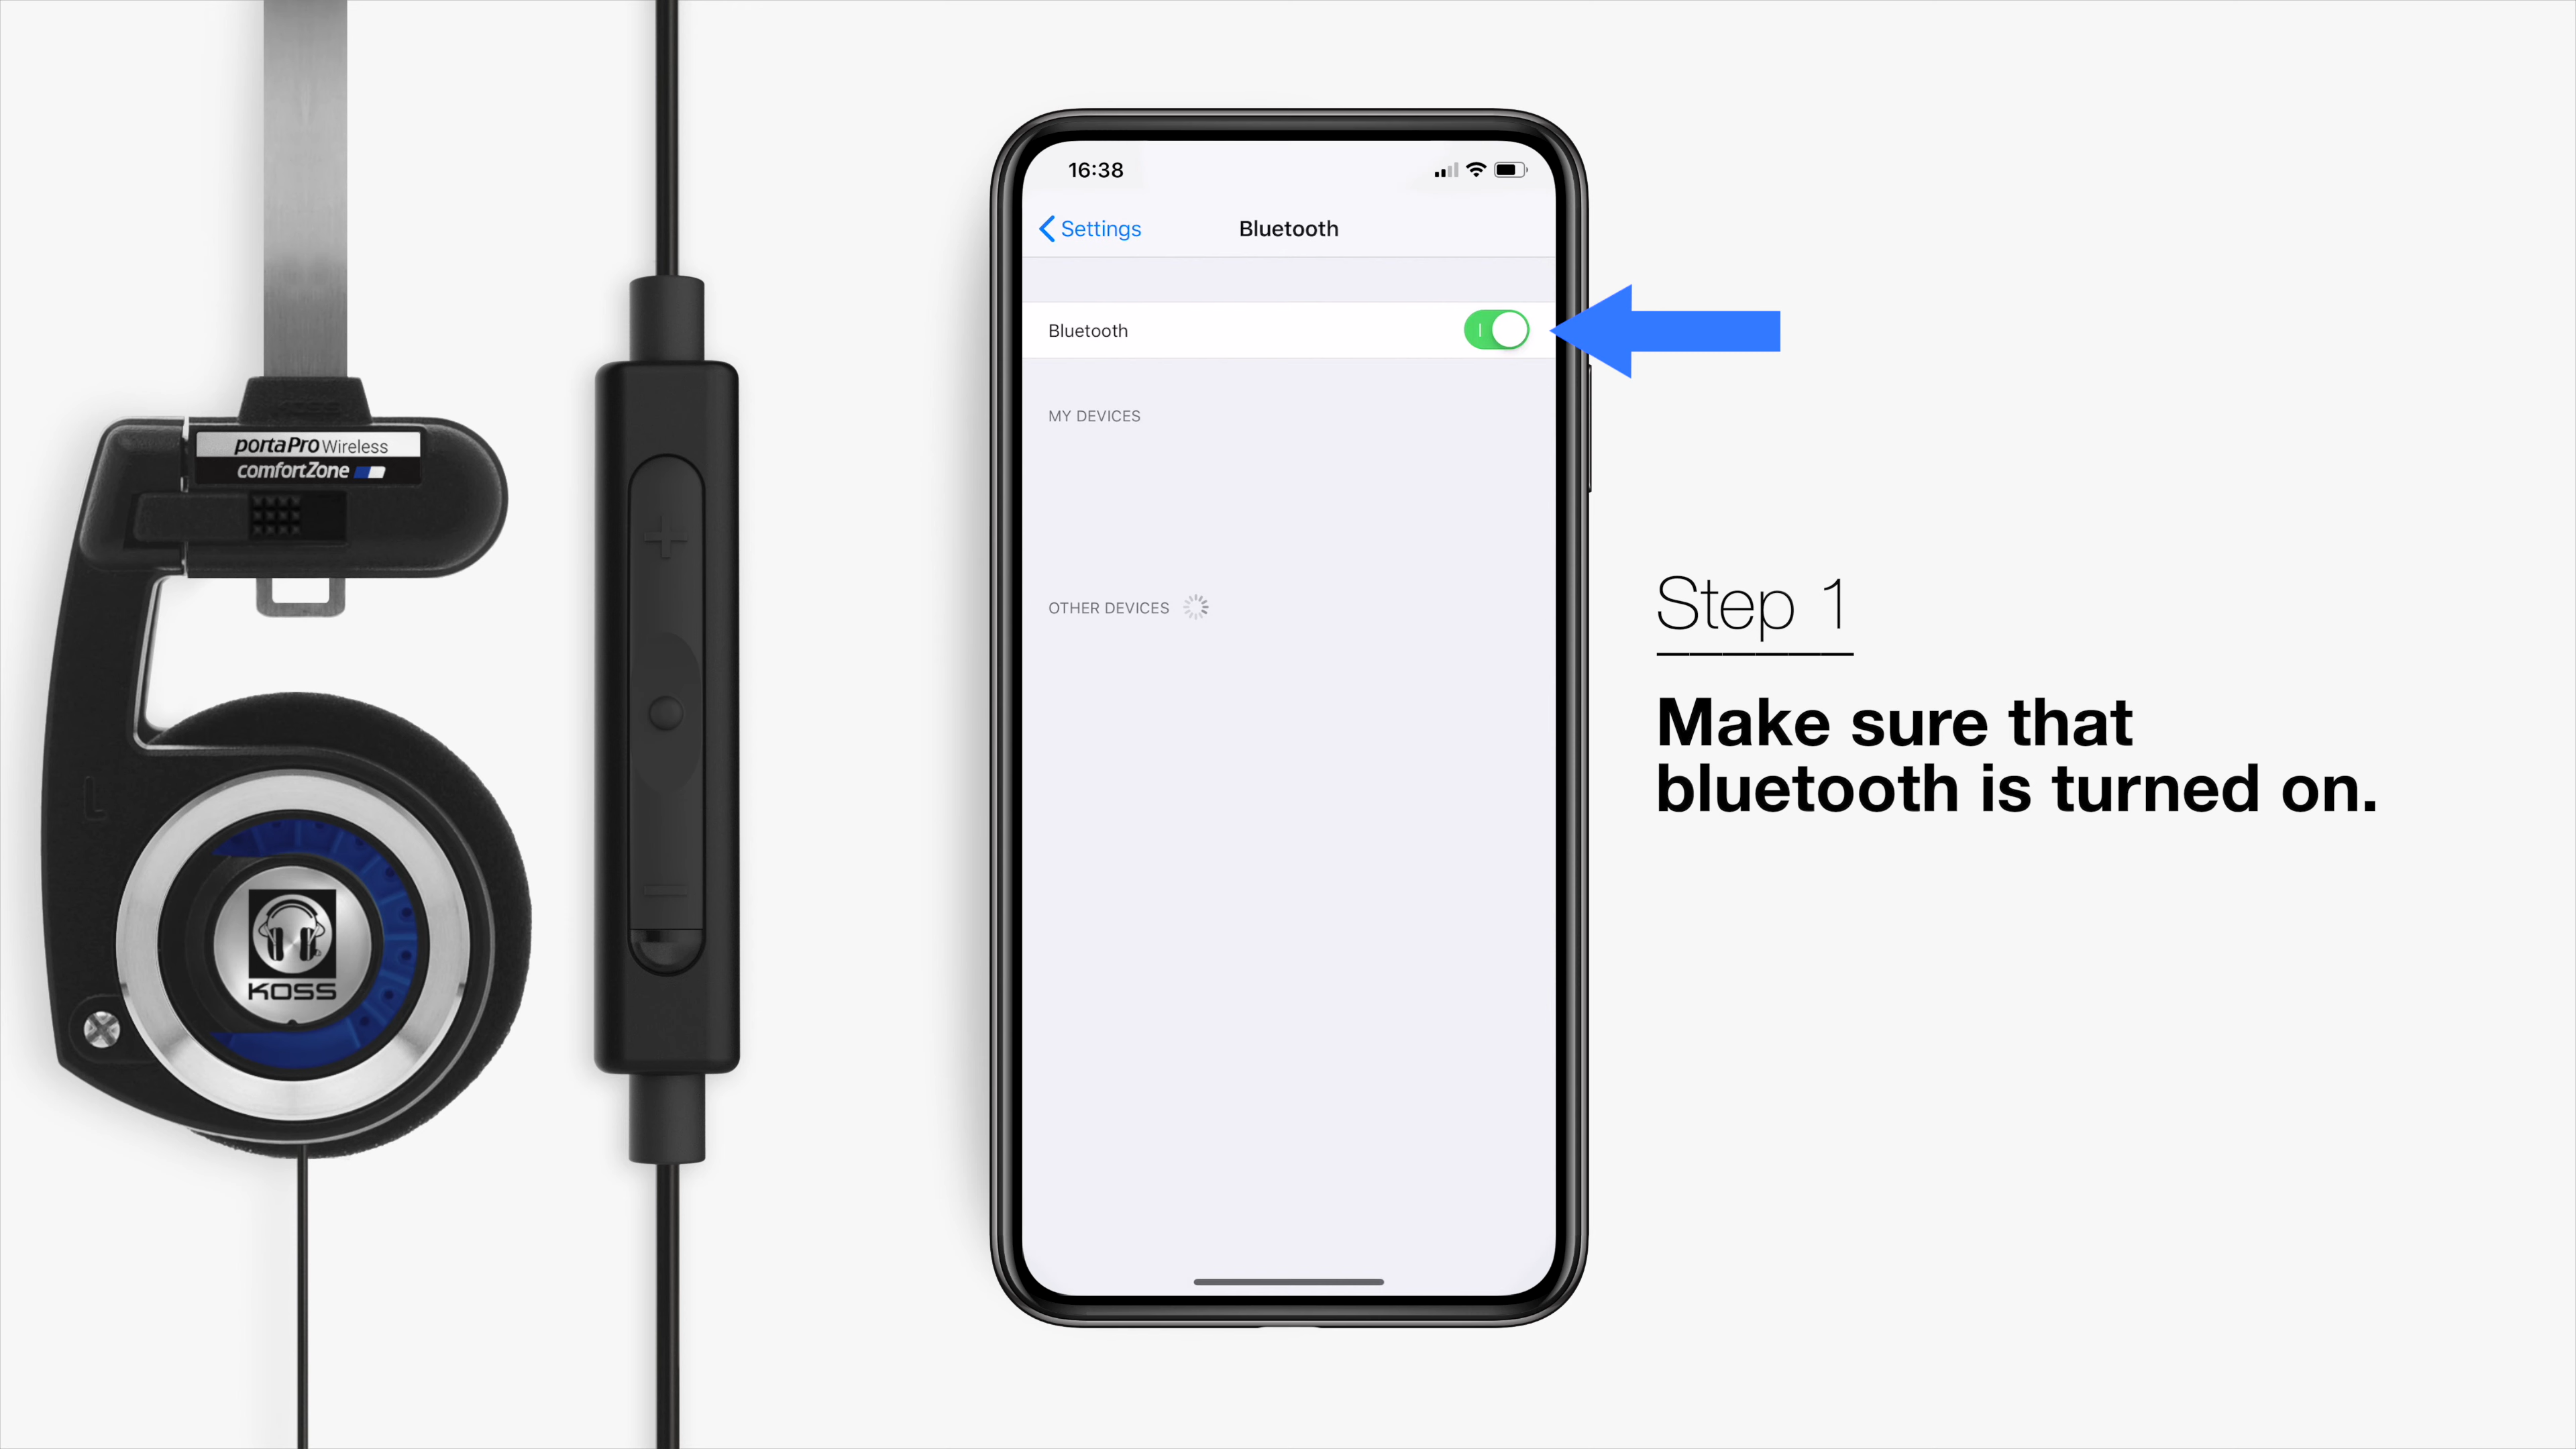 portaPro Wireless
comfortZone
L
KOSS
16:38
Settings
Bluetooth
Bluetooth
MY DEVICES
OTHER DEVICES
Step 1
Make sure that
bluetooth is turned on.